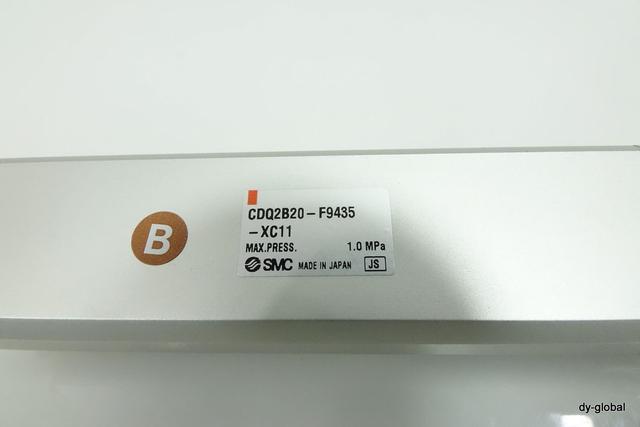 B
CDQ2B20-F9435
-XC11
MAX.PRESS. 1.0 MPa
SMC MADE IN JAPAN JS
dy-global